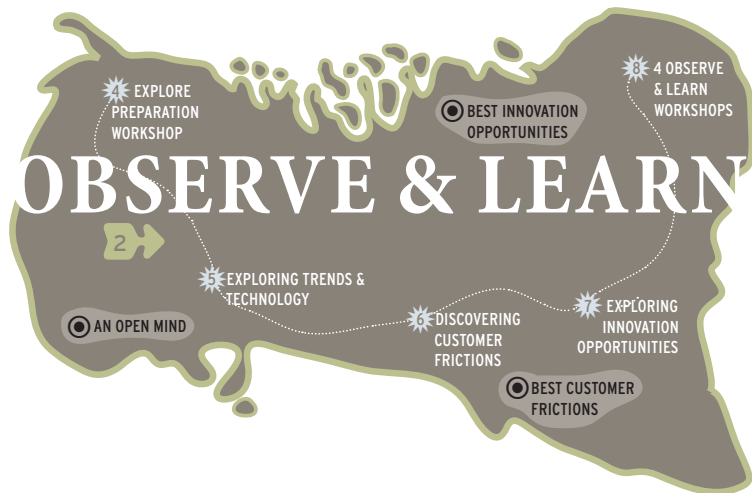 4 EXPLORE
PREPARATION
WORKSHOP
8 4 OBSERVE
& LEARN
WORKSHOPS
BEST INNOVATION
OPPORTUNITIES
OBSERVE & LEARN
2
5 EXPLORING TRENDS &
TECHNOLOGY
AN OPEN MIND
6 DISCOVERING
CUSTOMER
FRICTIONS
7 EXPLORING
INNOVATION
OPPORTUNITIES
BEST CUSTOMER
FRICTIONS